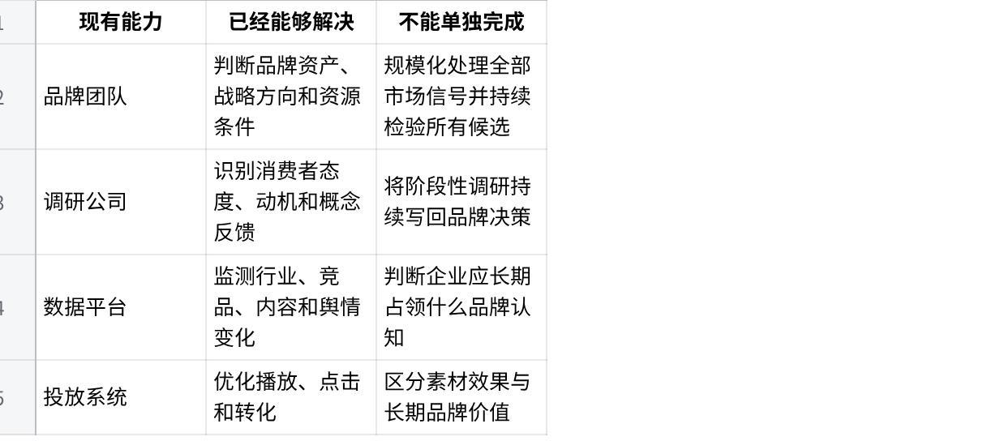 现有能力 已经能够解决 不能单独完成
品牌团队
判断品牌资产、
战略方向和资源
条件
规模化处理全部
市场信号并持续
检验所有候选
调研公司
识别消费者态
度、动机和概念
反馈
将阶段性调研持
续写回品牌决策
数据平台
监测行业、竞
品、内容和舆情
变化
判断企业应长期
占领什么品牌认
知
投放系统
优化播放、点击
和转化
区分素材效果与
长期品牌价值